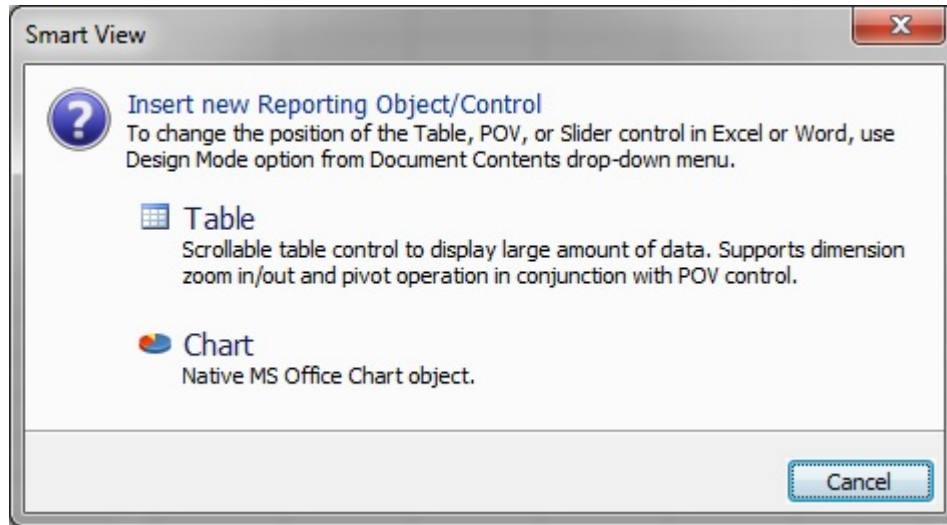 Smart View
Insert new Reporting Object/Control
To change the position of the Table, POV, or Slider control in Excel or Word, use
Design Mode option from Document Contents drop-down menu.
Table
Scrollable table control to display large amount of data. Supports dimension
zoom in/out and pivot operation in conjunction with POV control.
Chart
Native MS Office Chart object.
Cancel